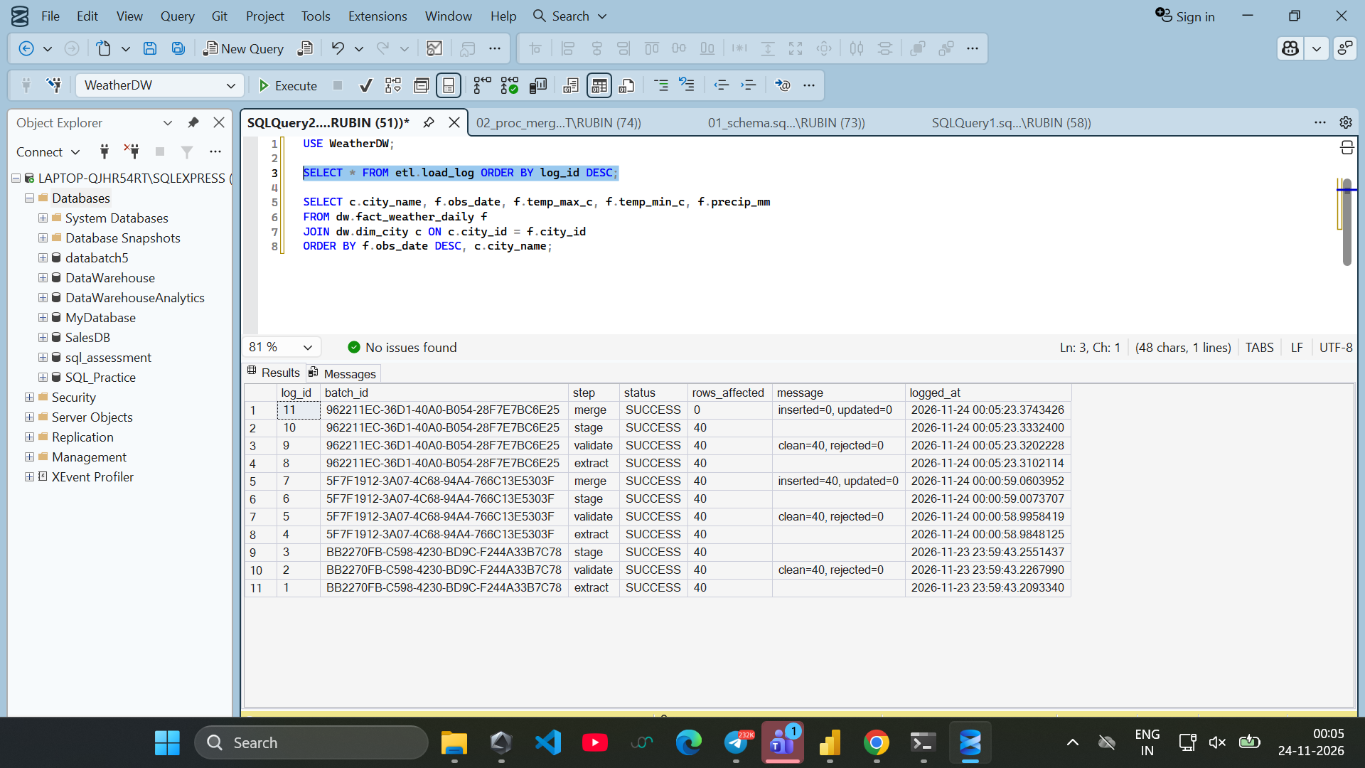 File Edit View Query Git Project Tools Extensions Window Help Search Sign in
New Query
WeatherDW Execute
Object Explorer
Connect
LAPTOP-QJHR54RT\SQLEXPRESS (
Databases
System Databases
Database Snapshots
databatch5
DataWarehouse
DataWarehouseAnalytics
MyDatabase
SalesDB
sql_assessment
SQL_Practice
Security
Server Objects
Replication
Management
XEvent Profiler
SQLQuery2....RUBIN (51))* 02_proc_merg...T\RUBIN (74)) 01_schema.sq...\RUBIN (73)) SQLQuery1.sq...\RUBIN (58))
1 USE WeatherDW;
2
3 SELECT * FROM etl.load_log ORDER BY log_id DESC;
4
5 SELECT c.city_name, f.obs_date, f.temp_max_c, f.temp_min_c, f.precip_mm
6 FROM dw.fact_weather_daily f
7 JOIN dw.dim_city c ON c.city_id = f.city_id
8 ORDER BY f.obs_date DESC, c.city_name;
81 % No issues found Ln: 3, Ch: 1 (48 chars, 1 lines) TABS LF UTF-8
Results Messages
log_id batch_id step status rows_affected message logged_at
1 11 962211EC-36D1-40A0-B054-28F7E7BC6E25 merge SUCCESS 0 inserted=0, updated=0 2026-11-24 00:05:23.3743426
2 10 962211EC-36D1-40A0-B054-28F7E7BC6E25 stage SUCCESS 40 2026-11-24 00:05:23.3332400
3 9 962211EC-36D1-40A0-B054-28F7E7BC6E25 validate SUCCESS 40 clean=40, rejected=0 2026-11-24 00:05:23.3202228
4 8 962211EC-36D1-40A0-B054-28F7E7BC6E25 extract SUCCESS 40 2026-11-24 00:05:23.3102114
5 7 5F7F1912-3A07-4C68-94A4-766C13E5303F merge SUCCESS 40 inserted=40, updated=0 2026-11-24 00:00:59.0603952
6 6 5F7F1912-3A07-4C68-94A4-766C13E5303F stage SUCCESS 40 2026-11-24 00:00:59.0073707
7 5 5F7F1912-3A07-4C68-94A4-766C13E5303F validate SUCCESS 40 clean=40, rejected=0 2026-11-24 00:00:58.9958419
8 4 5F7F1912-3A07-4C68-94A4-766C13E5303F extract SUCCESS 40 2026-11-24 00:00:58.9848125
9 3 BB2270FB-C598-4230-BD9C-F244A33B7C78 stage SUCCESS 40 2026-11-23 23:59:43.2551437
10 2 BB2270FB-C598-4230-BD9C-F244A33B7C78 validate SUCCESS 40 clean=40, rejected=0 2026-11-23 23:59:43.2267990
11 1 BB2270FB-C598-4230-BD9C-F244A33B7C78 extract SUCCESS 40 2026-11-23 23:59:43.2093340
Search 232K 1 ENG 00:05
IN 24-11-2026